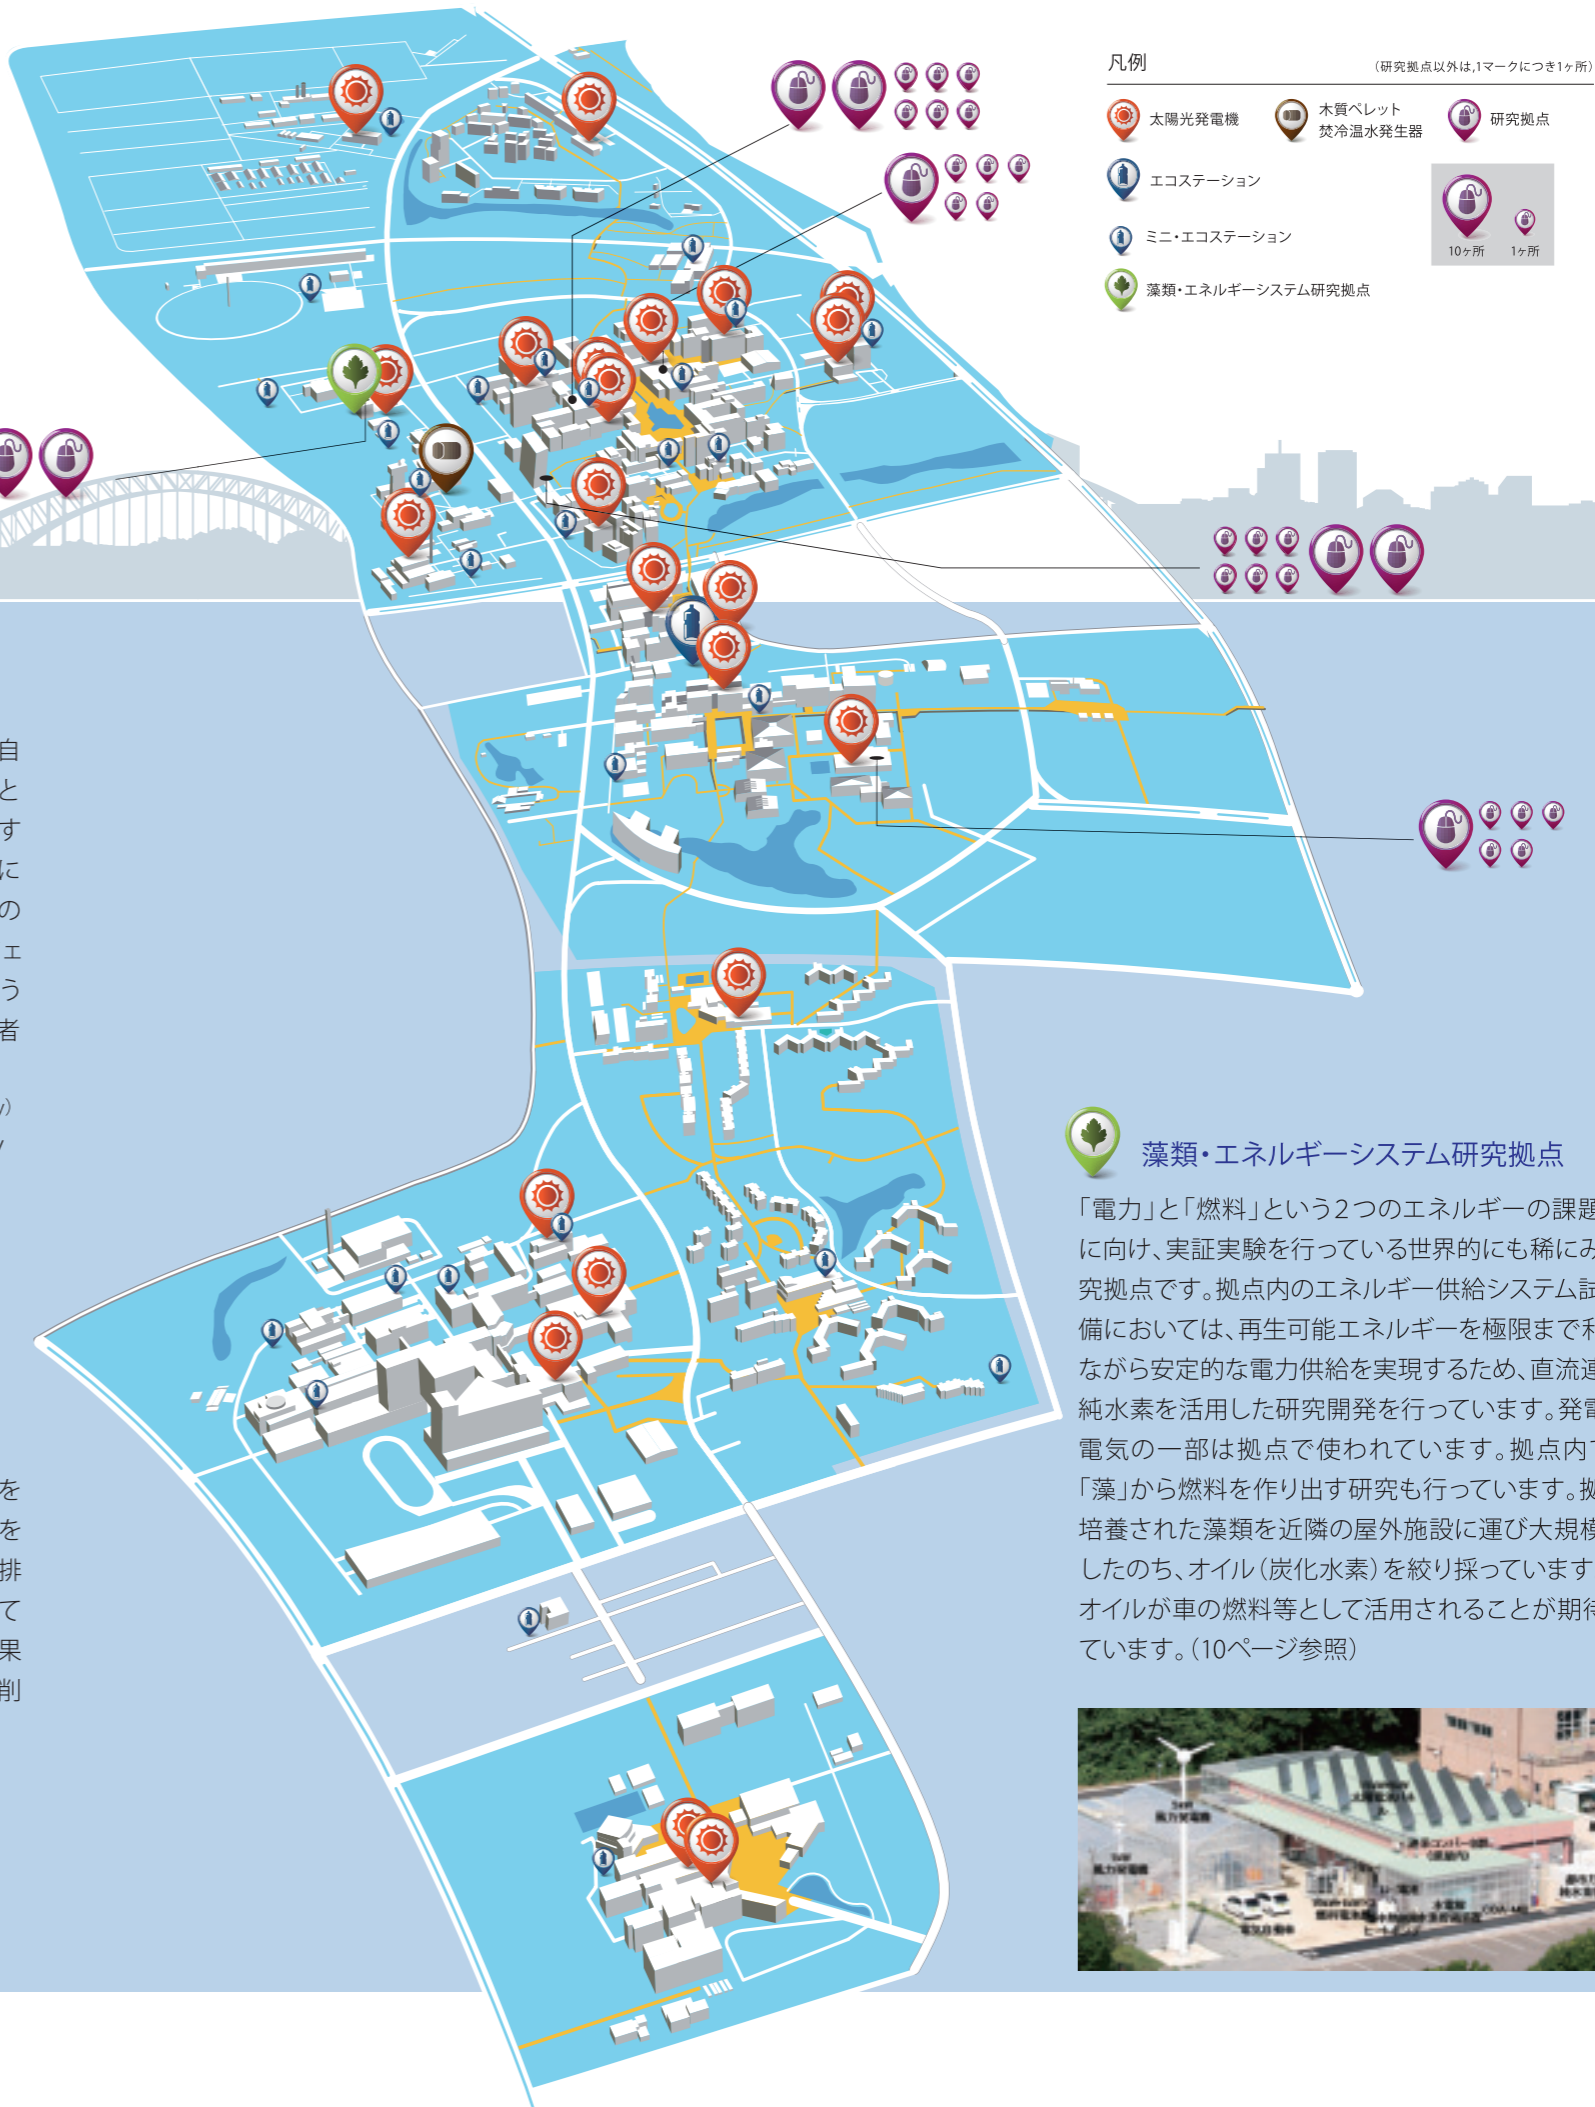 凡例
（研究拠点以外は,1マークにつき1ヶ所）
太陽光発電機
木質ペレット
焚冷温水発生器
研究拠点
エコステーション
ミニ・エコステーション
10ヶ所
1ヶ所
藻類・エネルギーシステム研究拠点
自
と
す
に
の
ェ
う
者
y）
y
を
を
排
て
果
削
藻類・エネルギーシステム研究拠点
「電力」と「燃料」という２つのエネルギーの課題
に向け、実証実験を行っている世界的にも稀にみ
究拠点です。拠点内のエネルギー供給システム試
備においては、再生可能エネルギーを極限まで利
ながら安定的な電力供給を実現するため、直流連
純水素を活用した研究開発を行っています。発電
電気の一部は拠点で使われています。拠点内で
「藻」から燃料を作り出す研究も行っています。拠
培養された藻類を近隣の屋外施設に運び大規模
したのち、オイル（炭化水素）を絞り採っています
オイルが車の燃料等として活用されることが期待
ています。（10ページ参照）
風力発電機
風力発電機
電気自動車